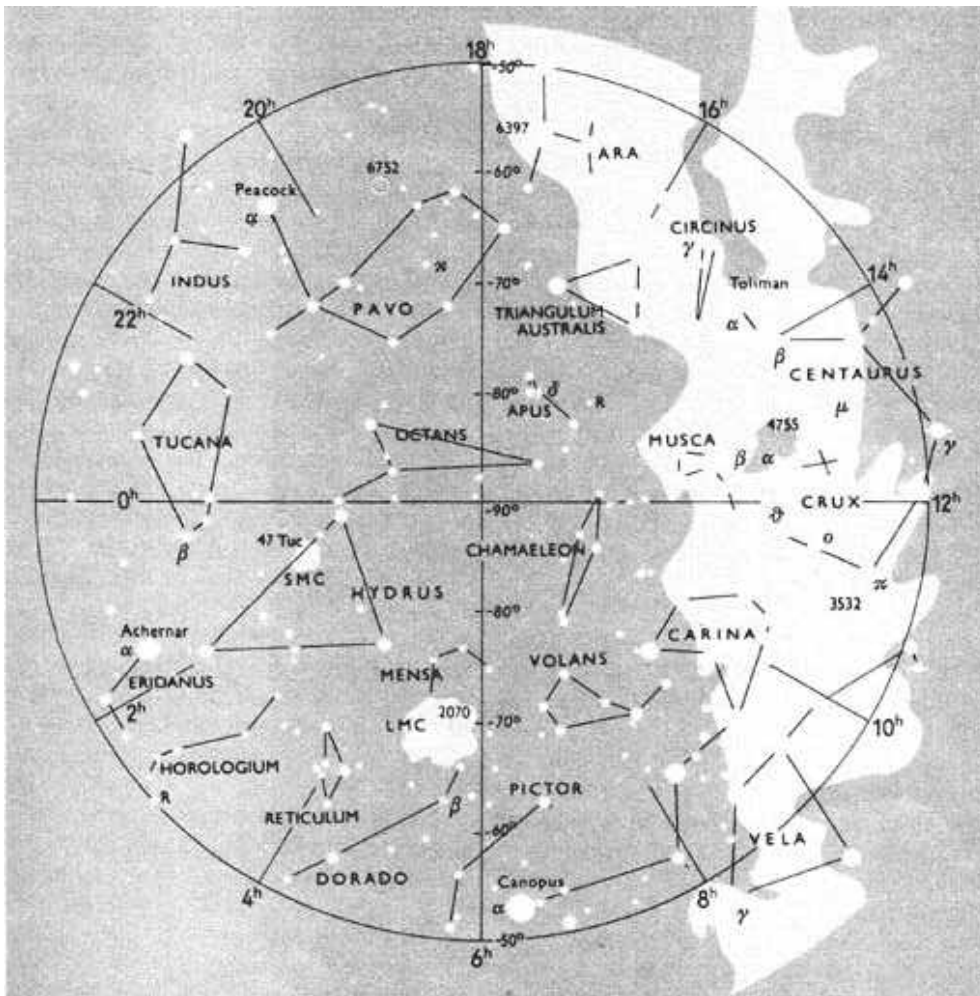 18h
-50°
20h
16h
6397
ARA
6752
-60°
Peacock
α
CIRCINUS
γ
ϰ
INDUS
-70°
Toliman
14h
22h
PAVO
TRIANGULUM
AUSTRALIS
α
β
CENTAURUS
-80°
δ
APUS
R
μ
4755
TUCANA
OCTANS
MUSCA
β α
γ
0h
-90°
CRUX
12h
ϑ
β
47 Tuc
CHAMAELEON
ο
SMC
HYDRUS
π
3532
-80°
Achernar
α
CARINA
MENSA
VOLANS
ERIDANUS
2h
LMC
2070
-70°
10h
HOROLOGIUM
R
PICTOR
RETICULUM
β
-60°
VELA
DORADO
Canopus
α
4h
8h
γ
-50°
6h